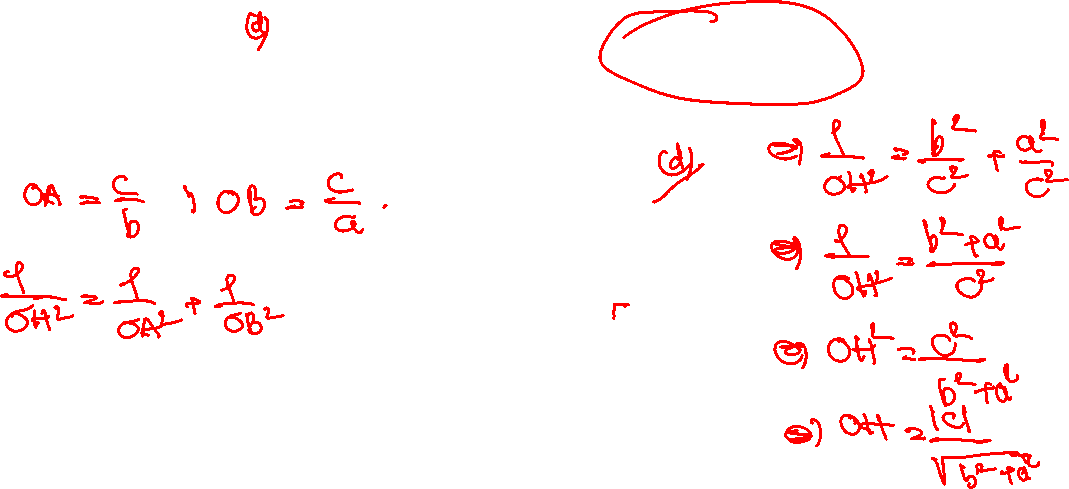 (d)
OA = c/b ; OB = c/a .
1/OH² = 1/OA² + 1/OB²
(d) ⇒ 1/OH² = b²/c² + a²/c²
⇒ 1/OH² = (b²+a²)/c²
⇒ OH² = c²/(b²+a²)
⇒ OH = |c|/√(b²+a²)